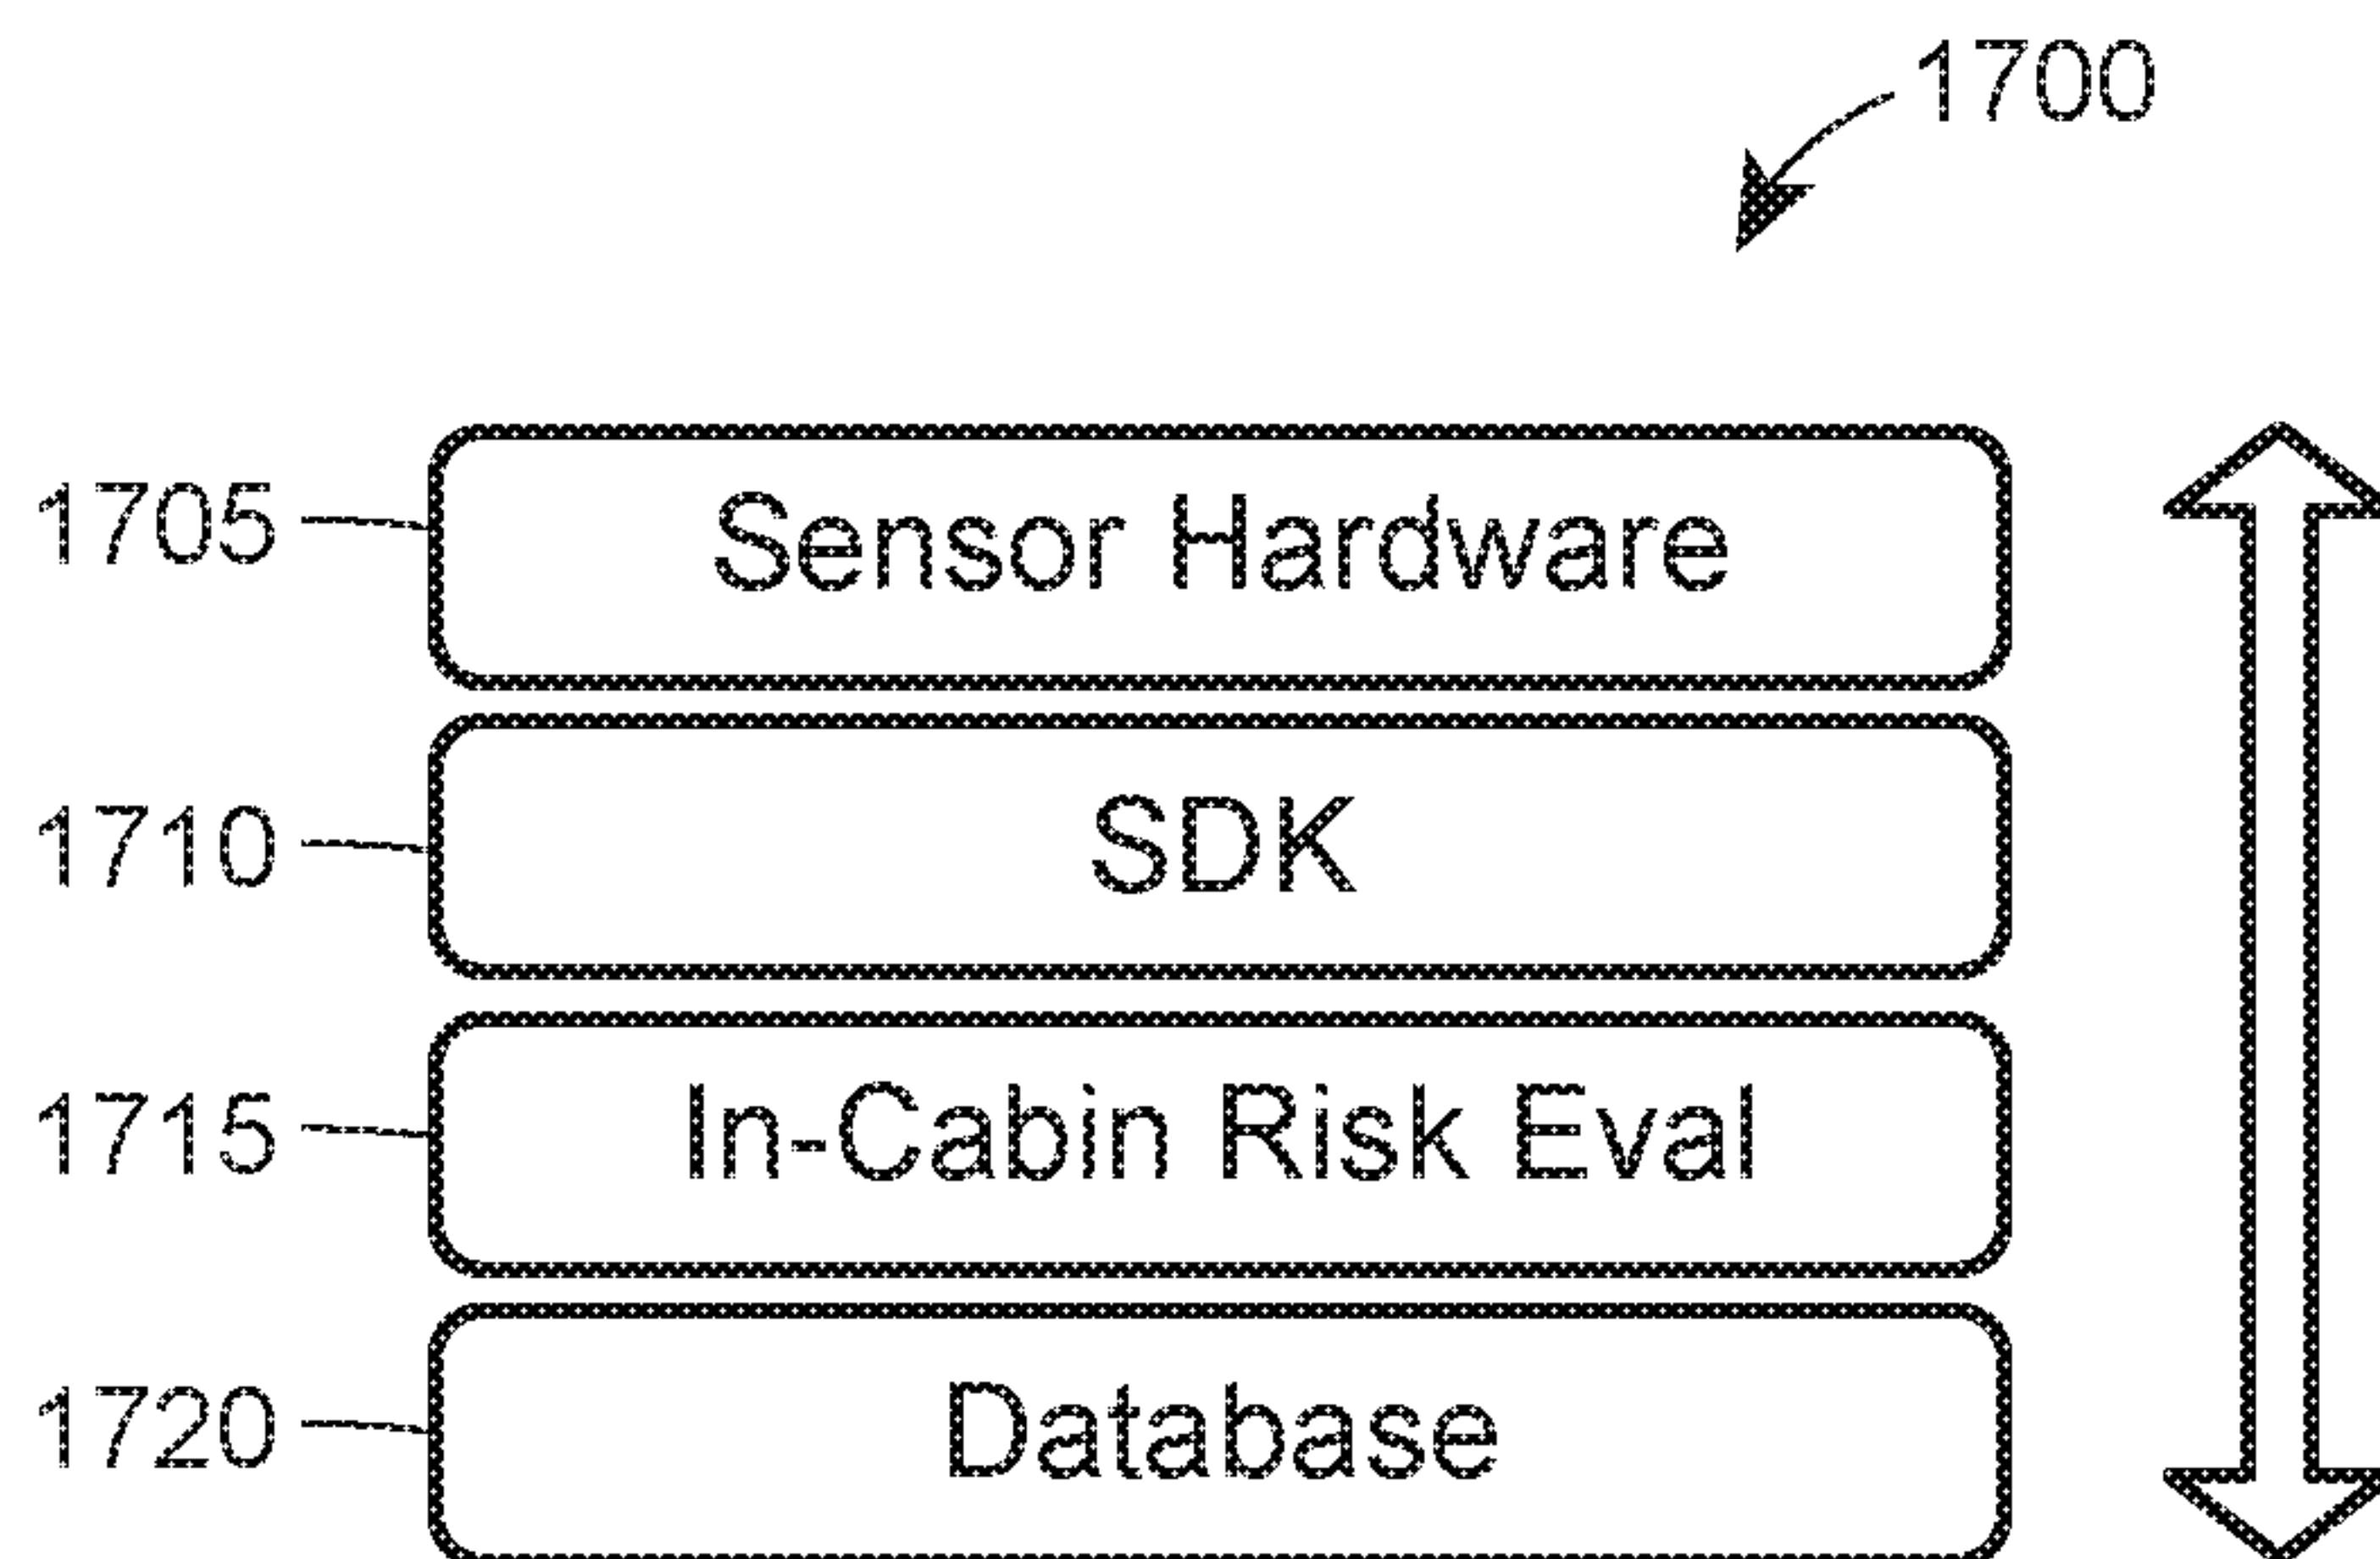 1700
1705 Sensor Hardware
1710 SDK
1715 In-Cabin Risk Eval
1720 Database